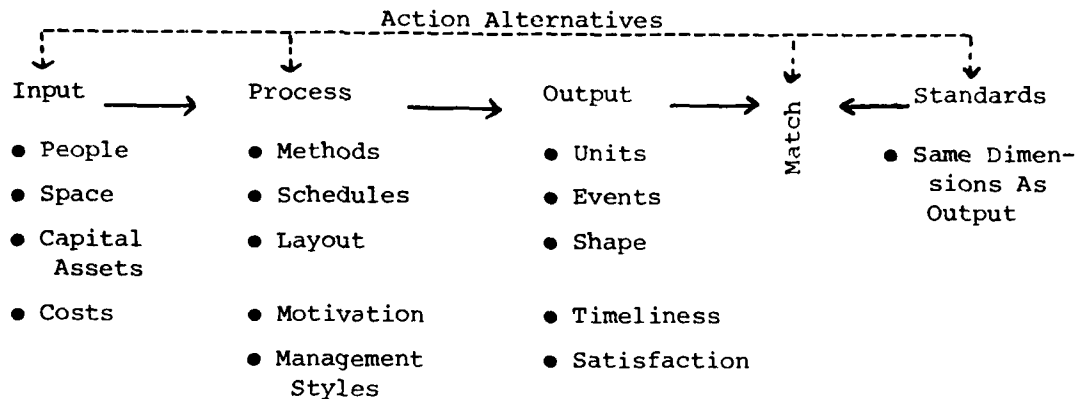 Action Alternatives
Input Process Output Match Standards
● People ● Methods ● Units ● Same Dimen-
● Space ● Schedules ● Events sions As
● Capital ● Layout ● Shape Output
Assets
● Costs ● Motivation ● Timeliness
● Management ● Satisfaction
Styles